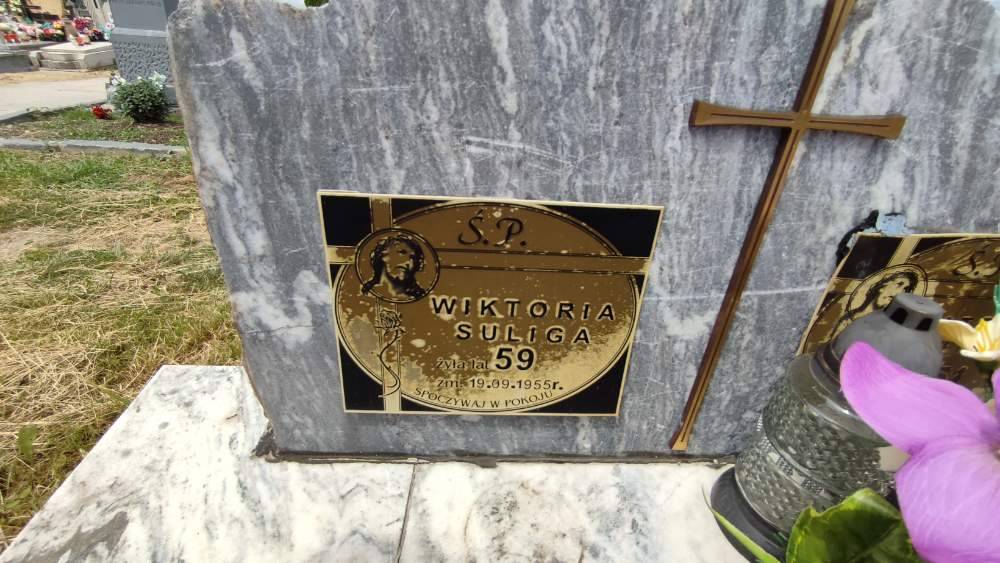 Ś.P.
WIKTORIA
SULIGA
żyła lat 59
zm. 19.09.1955r.
SPOCZYWAJ W POKOJU
Ś.